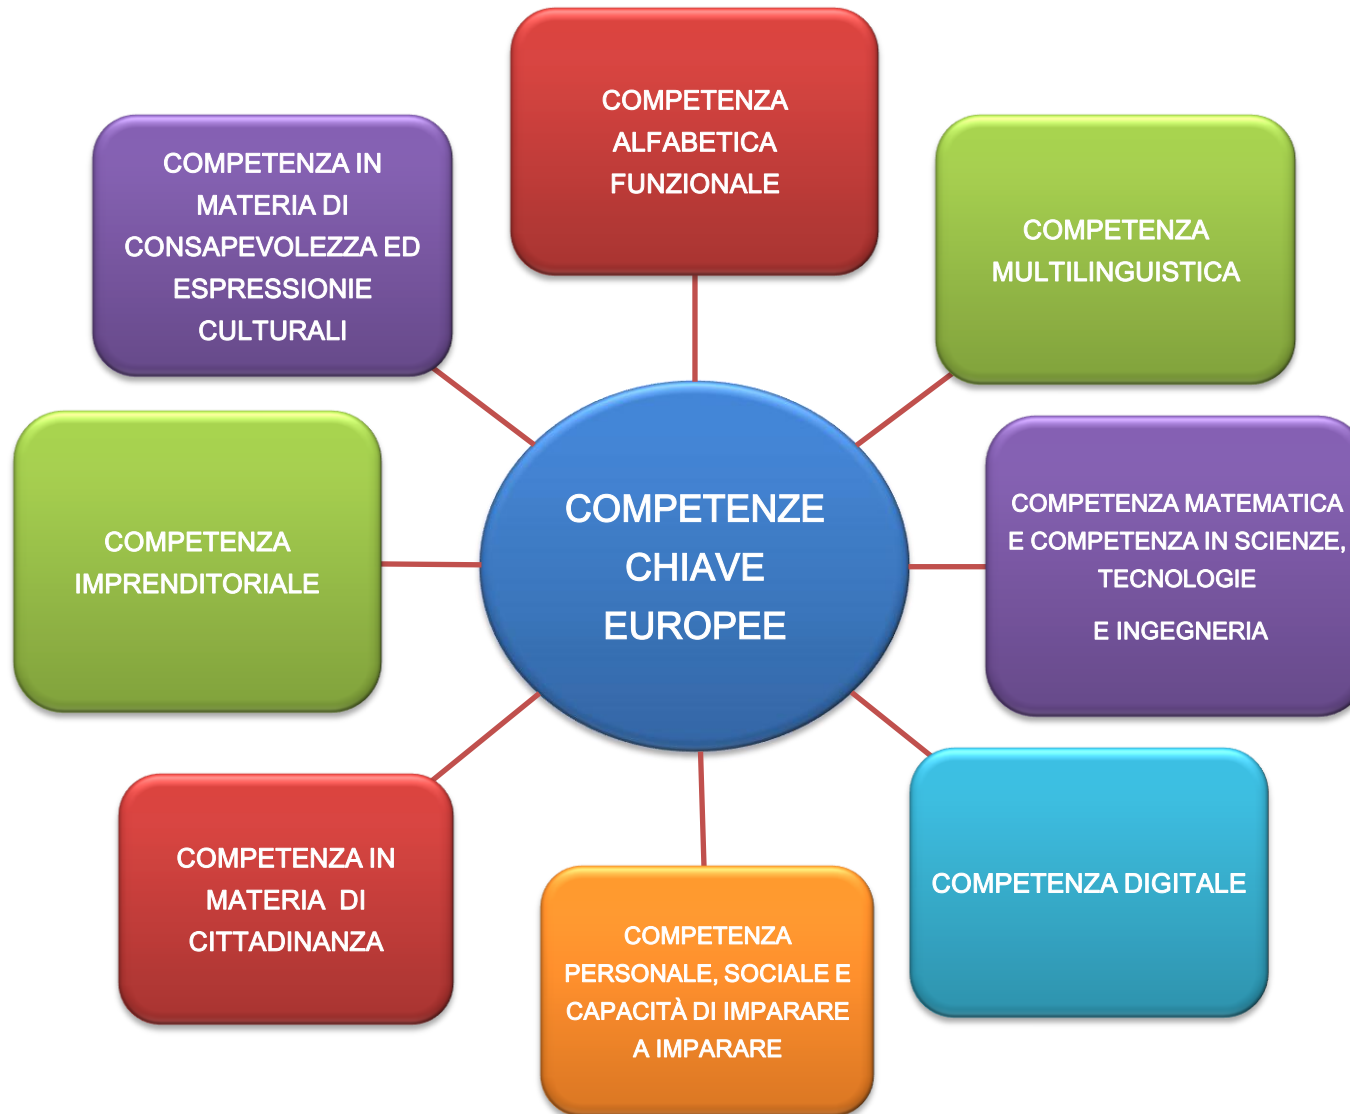 COMPETENZA
ALFABETICA
FUNZIONALE
COMPETENZA IN
MATERIA DI
CONSAPEVOLEZZA ED
ESPRESSIONIE
CULTURALI
COMPETENZA
MULTILINGUISTICA
COMPETENZE
CHIAVE
EUROPEE
COMPETENZA
IMPRENDITORIALE
COMPETENZA MATEMATICA
E COMPETENZA IN SCIENZE,
TECNOLOGIE
E INGEGNERIA
COMPETENZA IN
MATERIA DI
CITTADINANZA
COMPETENZA
PERSONALE, SOCIALE E
CAPACITÀ DI IMPARARE
A IMPARARE
COMPETENZA DIGITALE